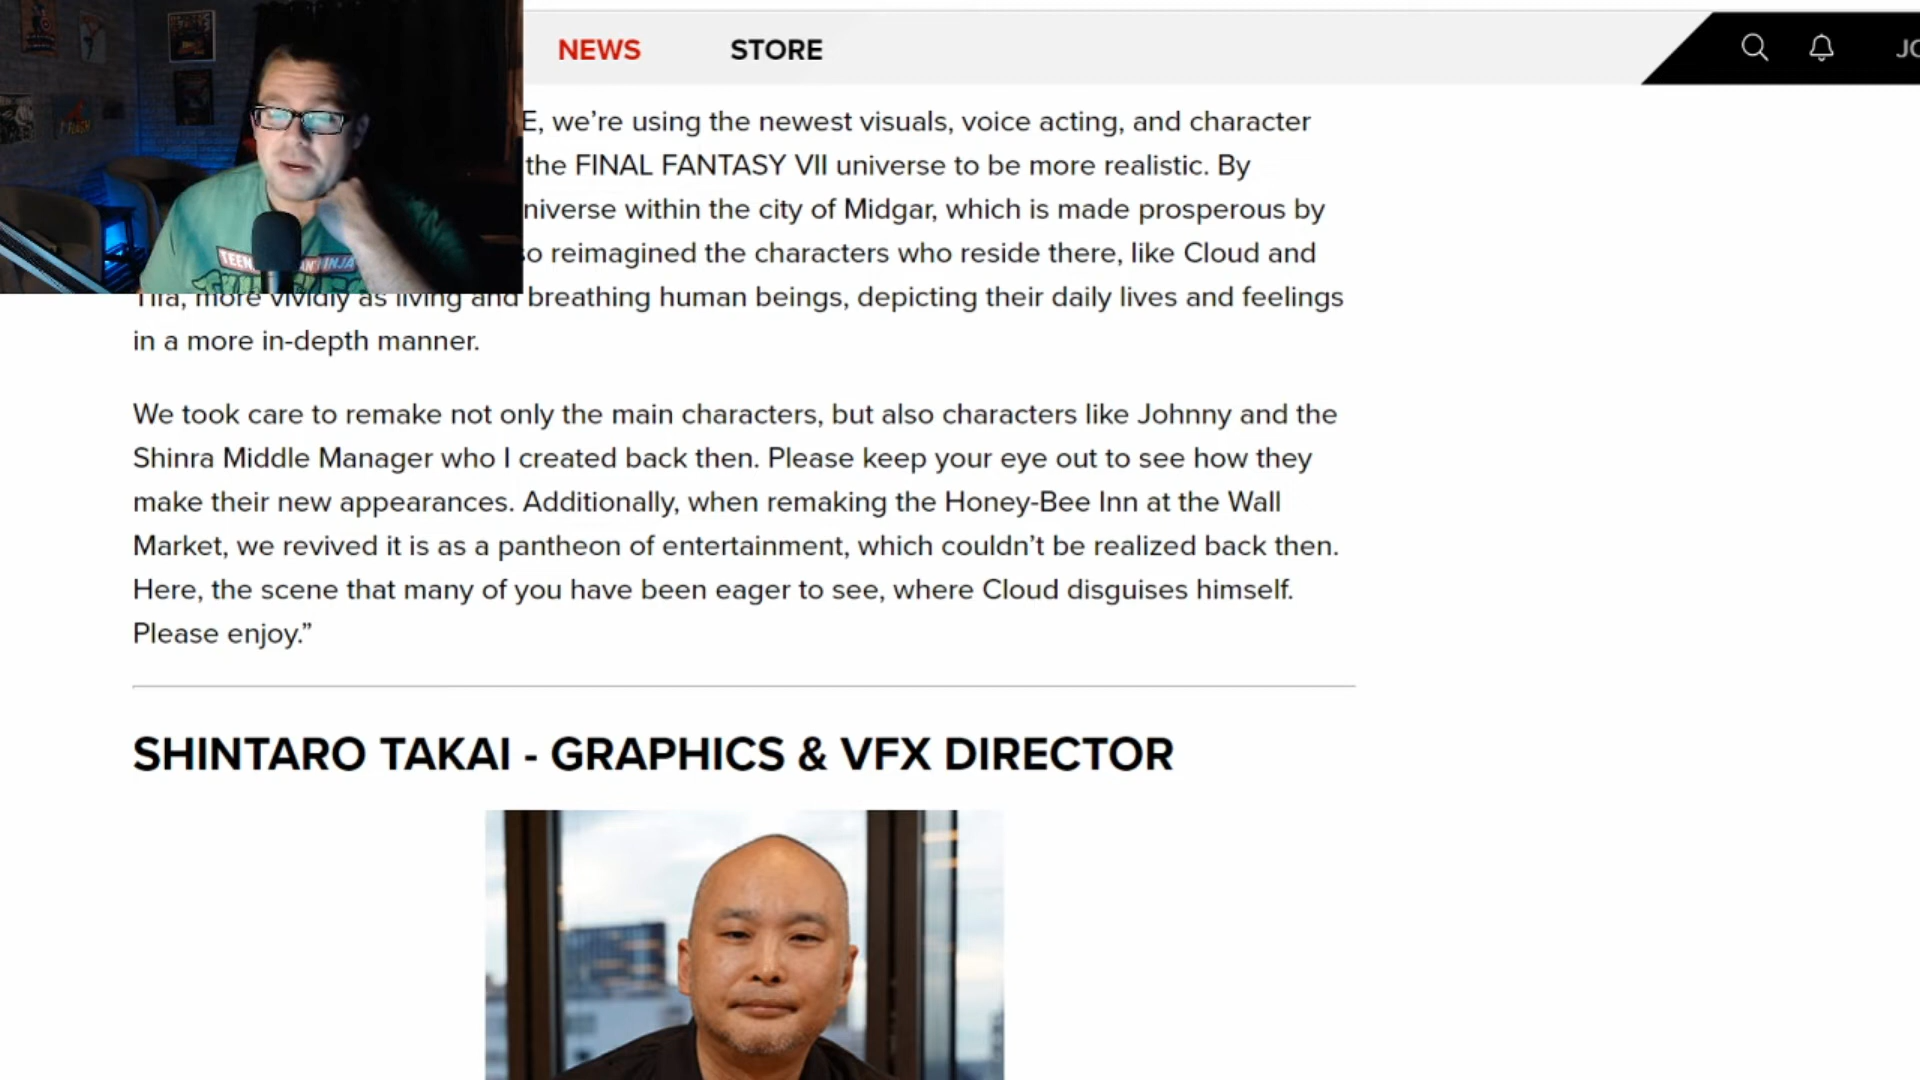 NEWS STORE
JO
E, we’re using the newest visuals, voice acting, and character
the FINAL FANTASY VII universe to be more realistic. By
niverse within the city of Midgar, which is made prosperous by
so reimagined the characters who reside there, like Cloud and
Tifa, more vividly as living and breathing human beings, depicting their daily lives and feelings
in a more in-depth manner.
We took care to remake not only the main characters, but also characters like Johnny and the
Shinra Middle Manager who I created back then. Please keep your eye out to see how they
make their new appearances. Additionally, when remaking the Honey-Bee Inn at the Wall
Market, we revived it is as a pantheon of entertainment, which couldn’t be realized back then.
Here, the scene that many of you have been eager to see, where Cloud disguises himself.
Please enjoy.”
SHINTARO TAKAI - GRAPHICS & VFX DIRECTOR